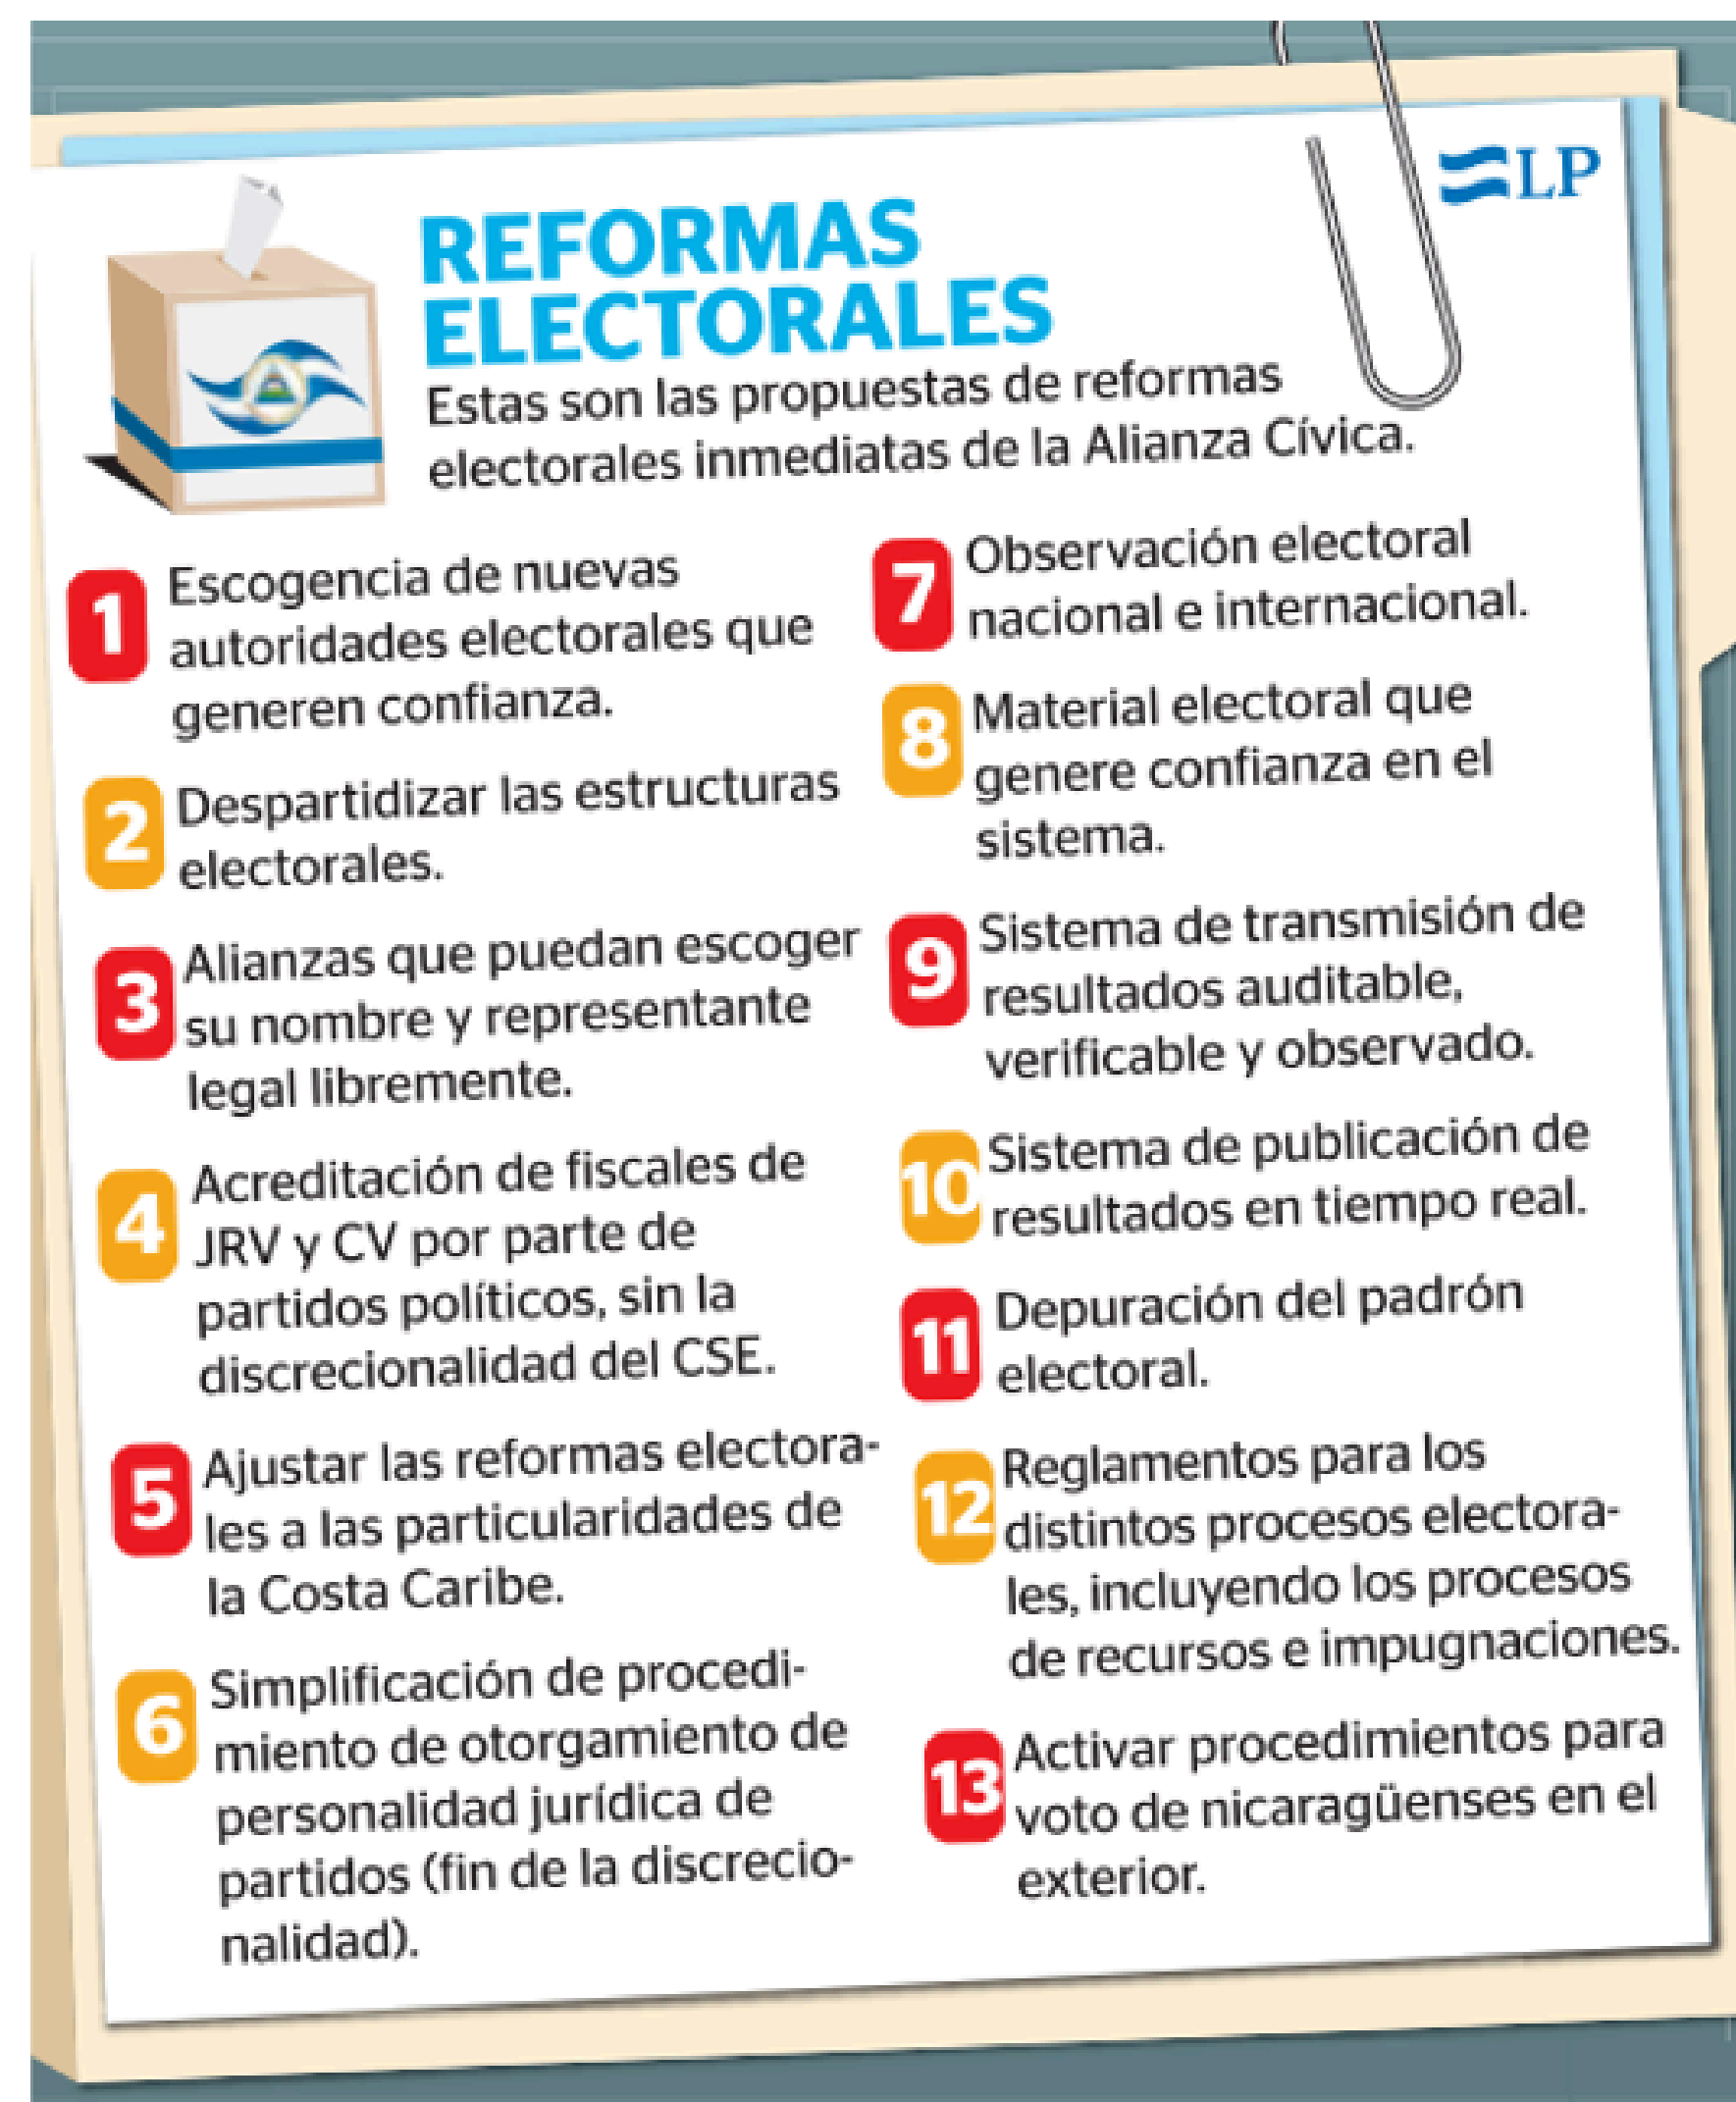 LP
REFORMAS
ELECTORALES
Estas son las propuestas de reformas
electorales inmediatas de la Alianza Cívica.
1
Escogencia de nuevas
autoridades electorales que
generen confianza.
2
Despartidizar las estructuras
electorales.
3
Alianzas que puedan escoger
su nombre y representante
legal libremente.
4
Acreditación de fiscales de
JRV y CV por parte de
partidos políticos, sin la
discrecionalidad del CSE.
5
Ajustar las reformas electora-
les a las particularidades de
la Costa Caribe.
6
Simplificación de procedi-
miento de otorgamiento de
personalidad jurídica de
partidos (fin de la discrecio-
nalidad).
7
Observación electoral
nacional e internacional.
8
Material electoral que
genere confianza en el
sistema.
9
Sistema de transmisión de
resultados auditable,
verificable y observado.
10
Sistema de publicación de
resultados en tiempo real.
11
Depuración del padrón
electoral.
12
Reglamentos para los
distintos procesos electora-
les, incluyendo los procesos
de recursos e impugnaciones.
13
Activar procedimientos para
voto de nicaragüenses en el
exterior.